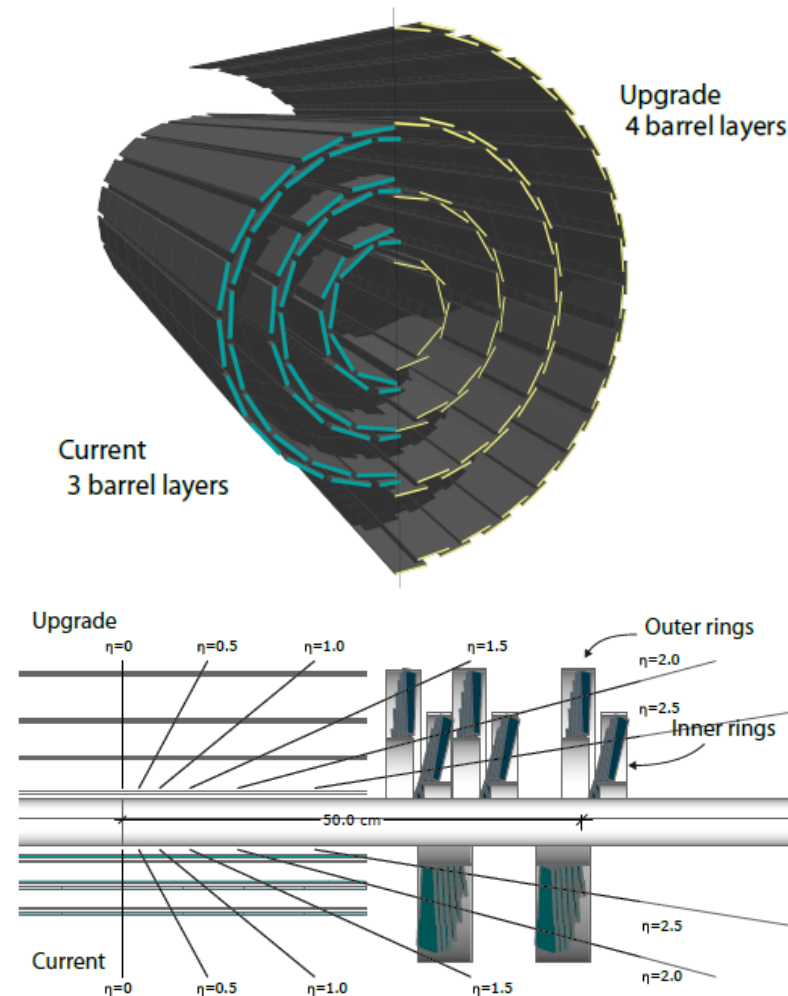 Upgrade
4 barrel layers
Current
3 barrel layers
Upgrade
η=0
η=0.5
η=1.0
η=1.5
Outer rings
η=2.0
η=2.5
Inner rings
50.0 cm
η=2.5
Current
η=0
η=0.5
η=1.0
η=1.5
η=2.0